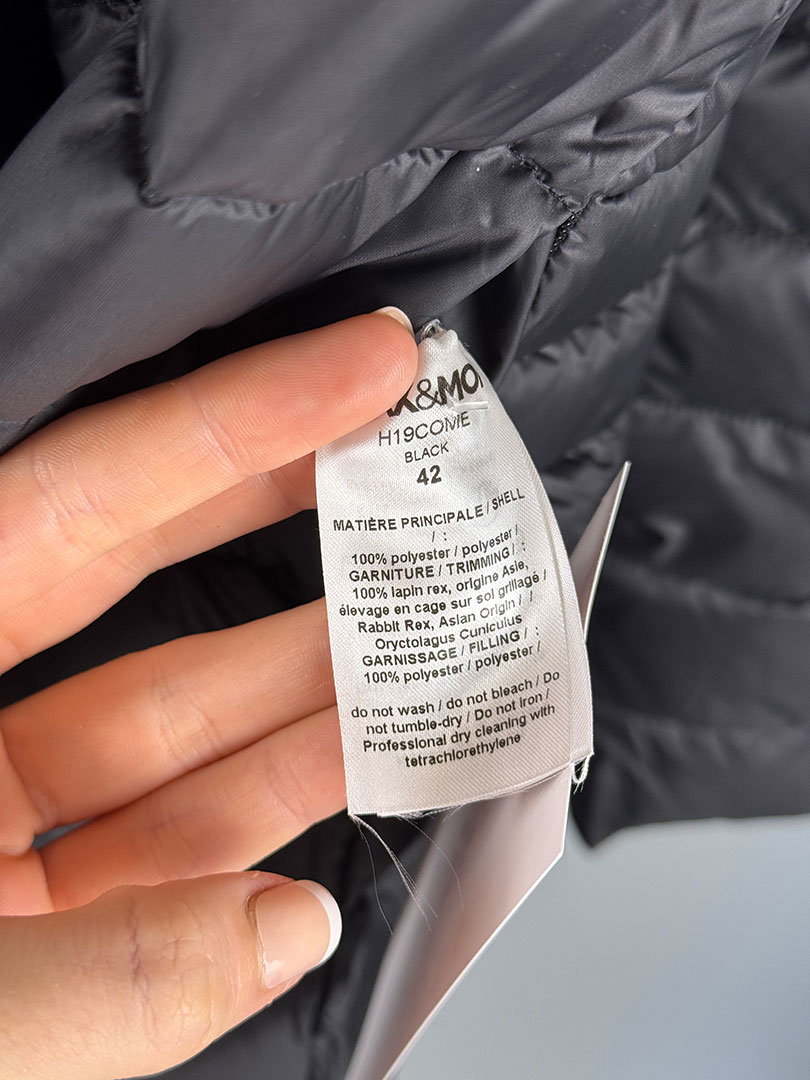 X&MO
H19COME
BLACK
42
MATIÈRE PRINCIPALE / SHELL
/ :
100% polyester / polyester /
GARNITURE / TRIMMING / :
100% lapin rex, origine Asie,
élevage en cage sur sol grillagé /
Rabbit Rex, Asian Origin / /
Oryctolagus Cuniculus
GARNISSAGE / FILLING / :
100% polyester / polyester /
do not wash / do not bleach / Do
not tumble-dry / Do not iron /
Professional dry cleaning with
tetrachlorethylene